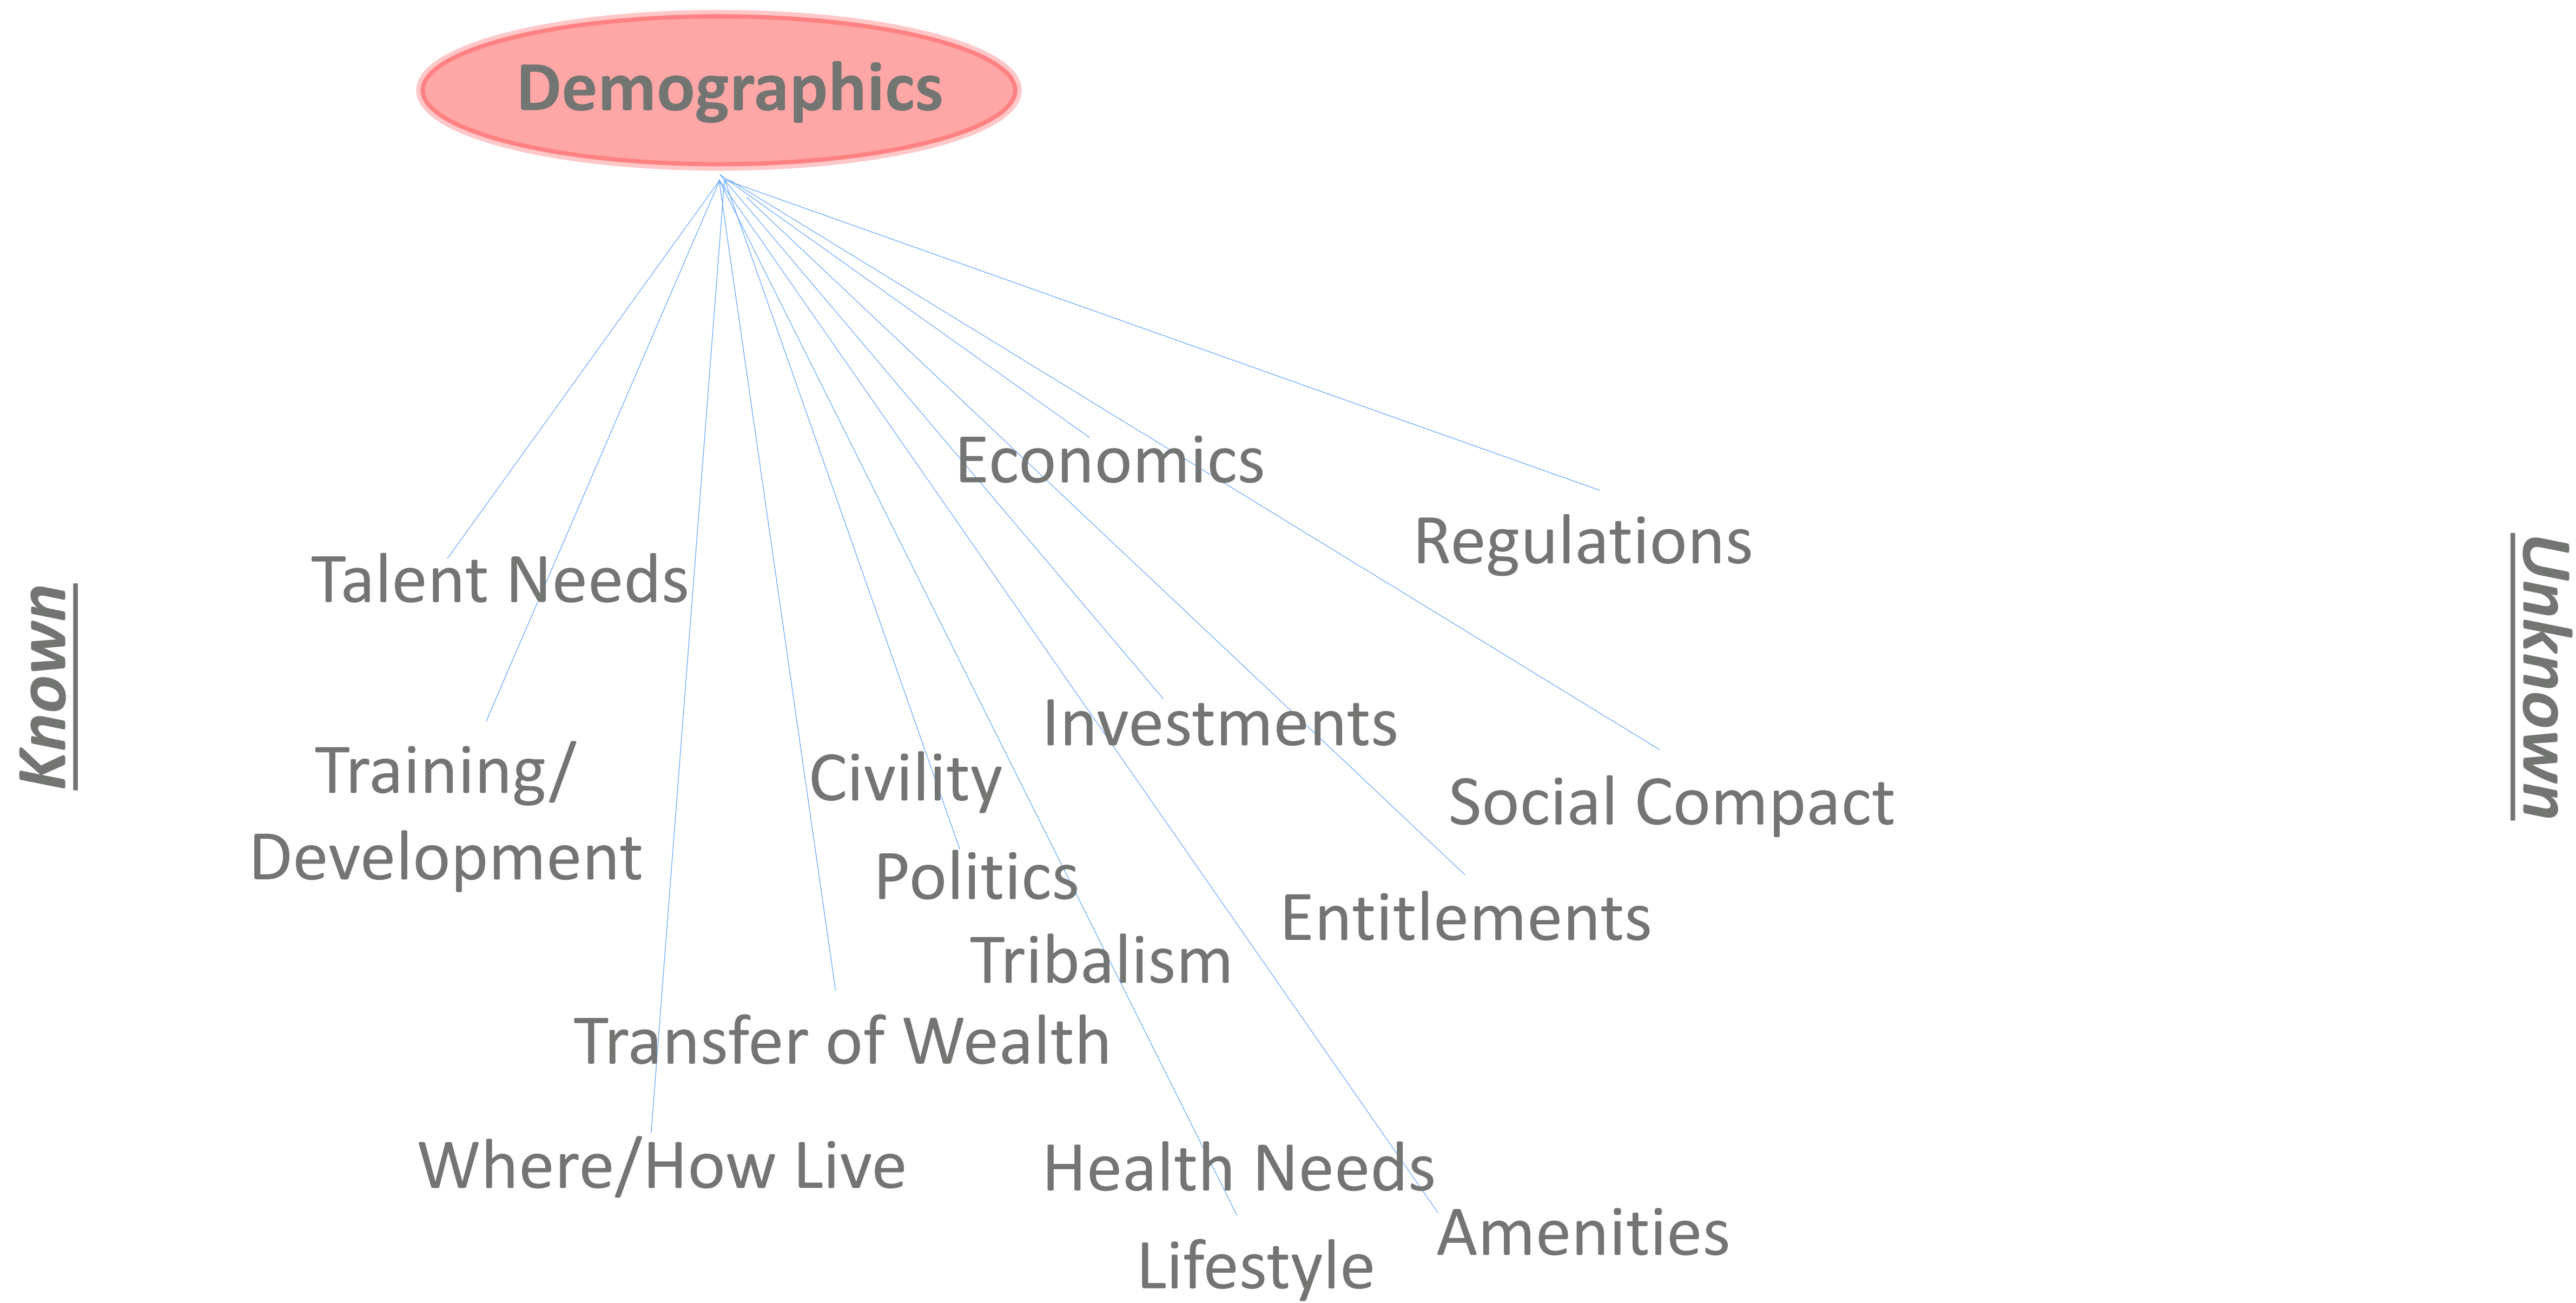 Demographics
Economics
Regulations
Talent Needs
Known
Unknown
Investments
Training/
Development
Civility
Social Compact
Politics
Entitlements
Tribalism
Transfer of Wealth
Where/How Live
Health Needs
Amenities
Lifestyle